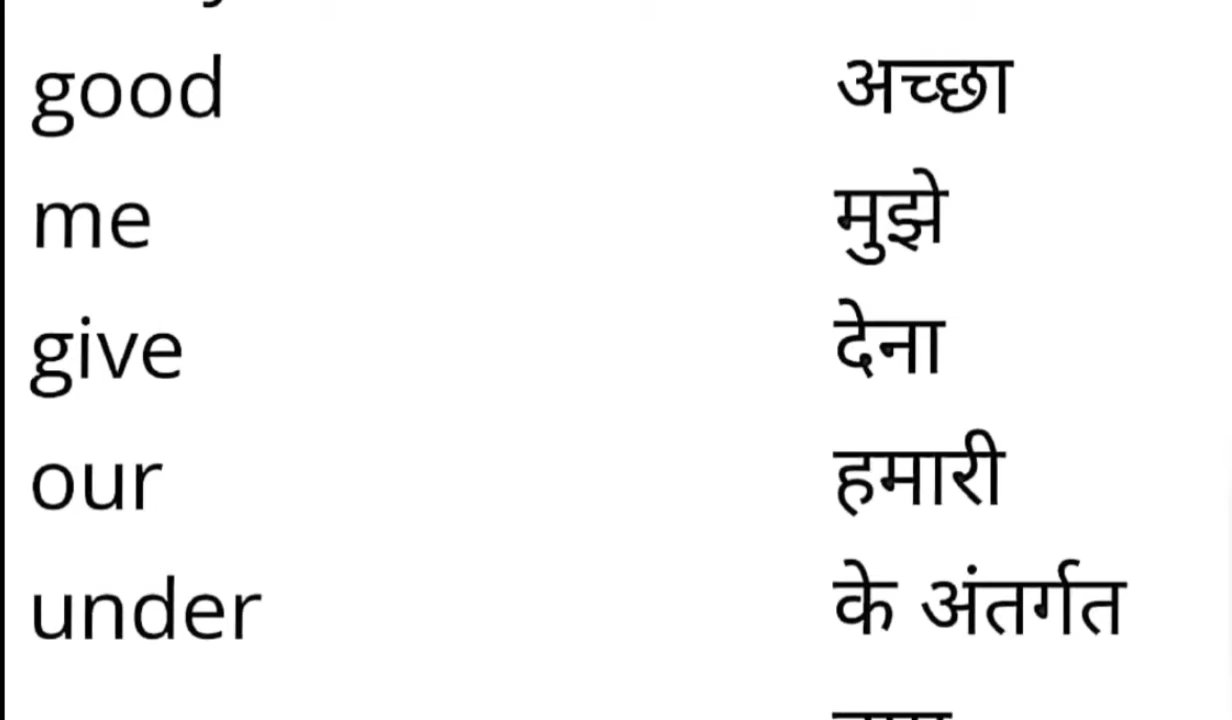 good अच्छा
me मुझे
give देना
our हमारी
under के अंतर्गत